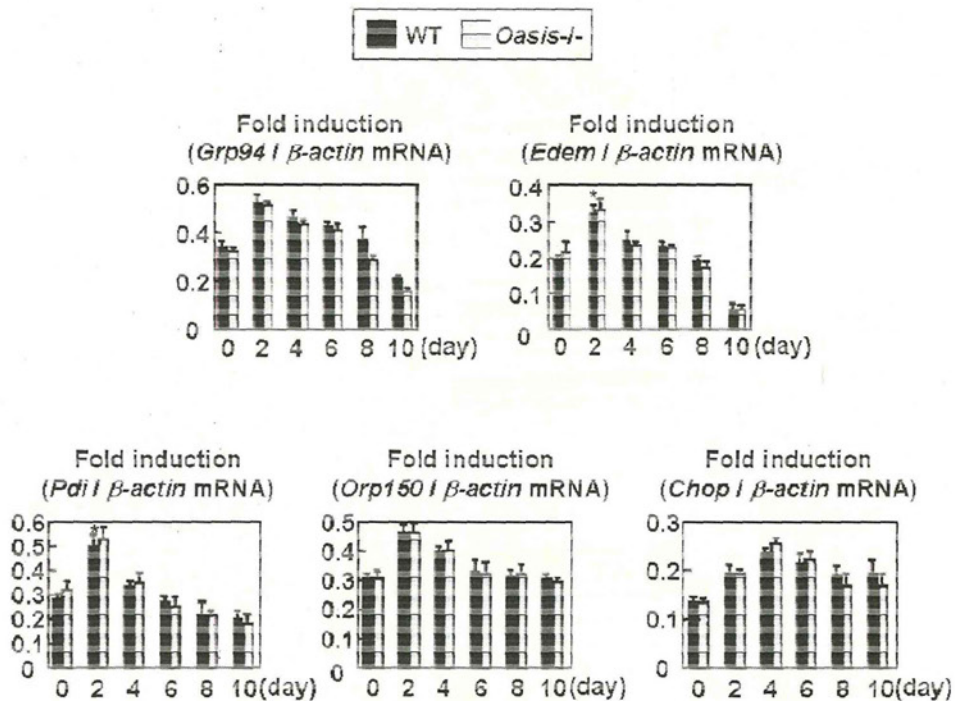 WT Oasis-/-
Fold induction
(Grp94 / β-actin mRNA)
0.6
0.4
0.2
0
0 2 4 6 8 10(day)
Fold induction
(Edem / β-actin mRNA)
0.4
0.3
0.2
0.1
0
*
0 2 4 6 8 10(day)
Fold induction
(Pdi / β-actin mRNA)
0.6
0.5
0.4
0.3
0.2
0.1
0
*
0 2 4 6 8 10(day)
Fold induction
(Orp150 / β-actin mRNA)
0.5
0.4
0.3
0.2
0.1
0
0 2 4 6 8 10(day)
Fold induction
(Chop / β-actin mRNA)
0.3
0.2
0.1
0
0 2 4 6 8 10(day)